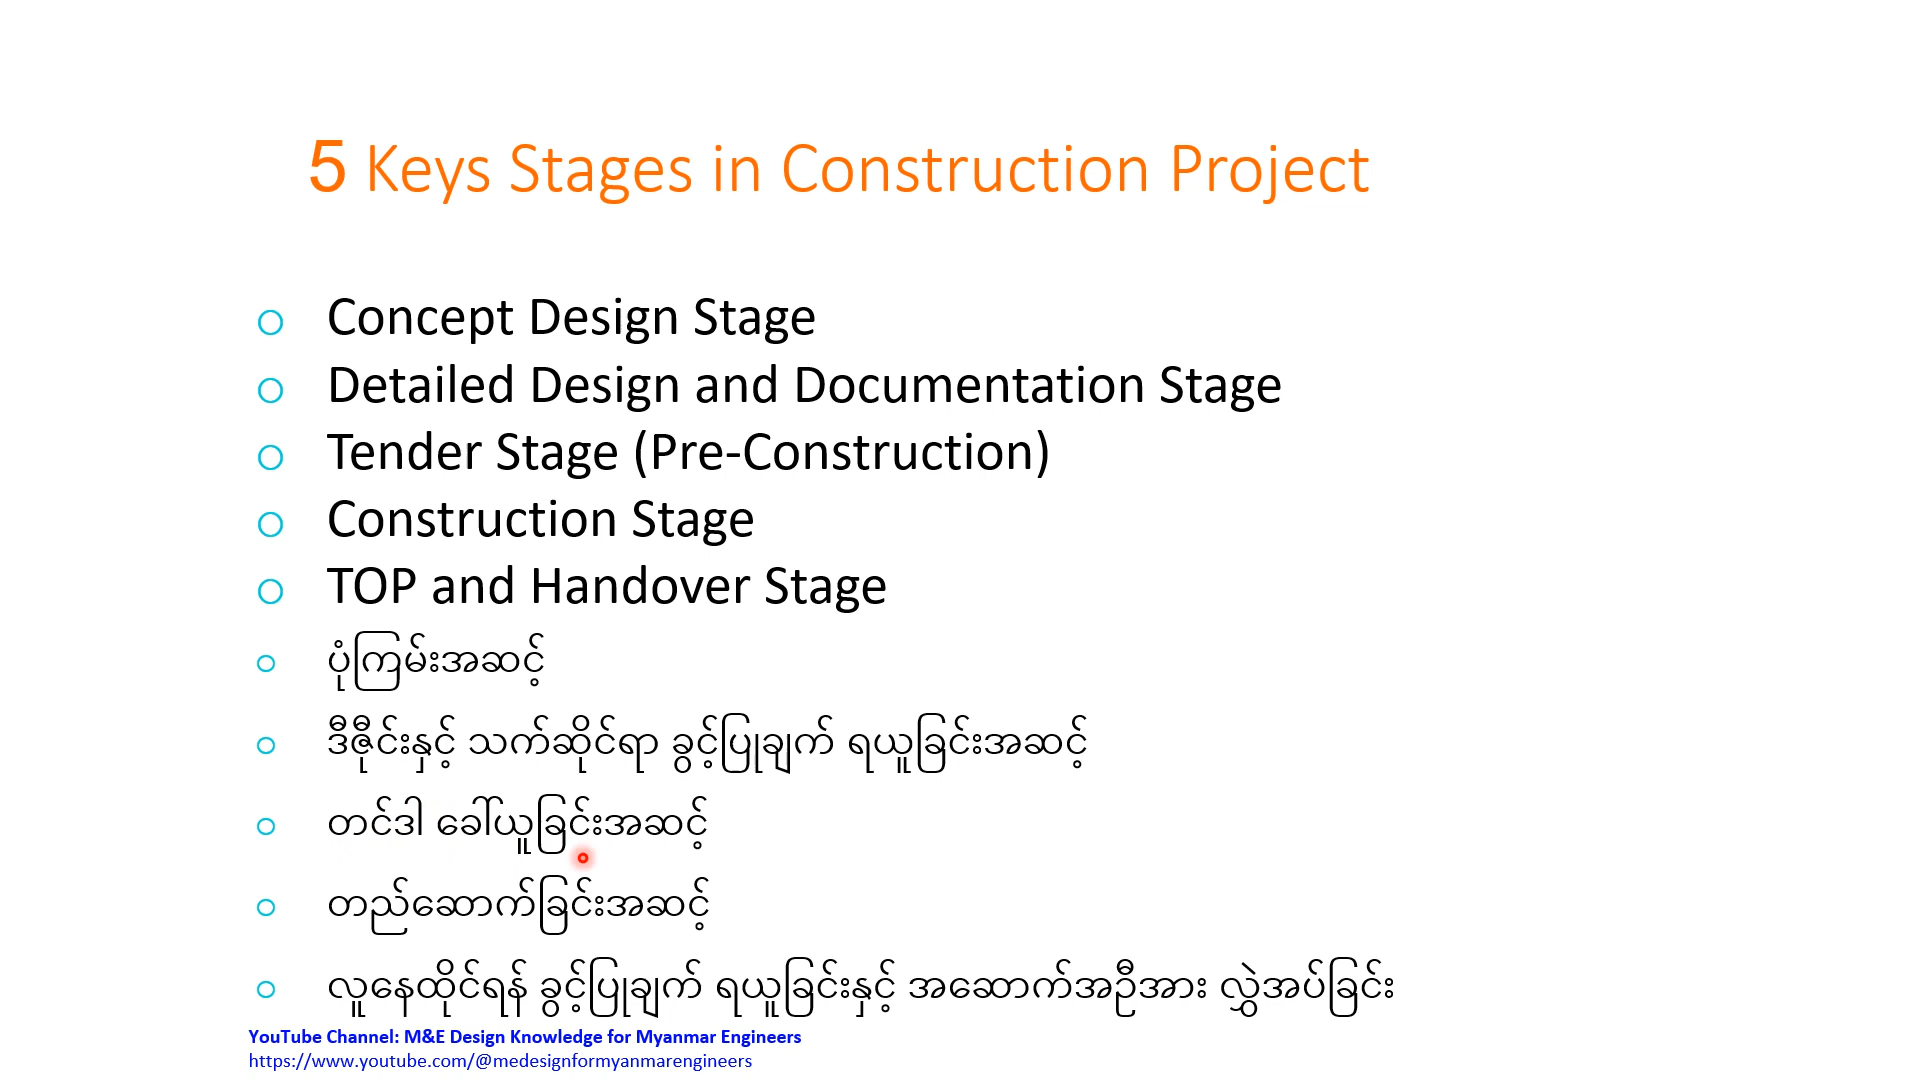 5 Keys Stages in Construction Project
Concept Design Stage
Detailed Design and Documentation Stage
Tender Stage (Pre-Construction)
Construction Stage
TOP and Handover Stage
ပုံကြမ်းအဆင့်
ဒီဇိုင်းနှင့် သက်ဆိုင်ရာ ခွင့်ပြုချက် ရယူခြင်းအဆင့်
တင်ဒါ ခေါ်ယူခြင်းအဆင့်
တည်ဆောက်ခြင်းအဆင့်
လူနေထိုင်ရန် ခွင့်ပြုချက် ရယူခြင်းနှင့် အဆောက်အဦအား လွှဲအပ်ခြင်း
YouTube Channel: M&E Design Knowledge for Myanmar Engineers
https://www.youtube.com/@medesignformyanmarengineers